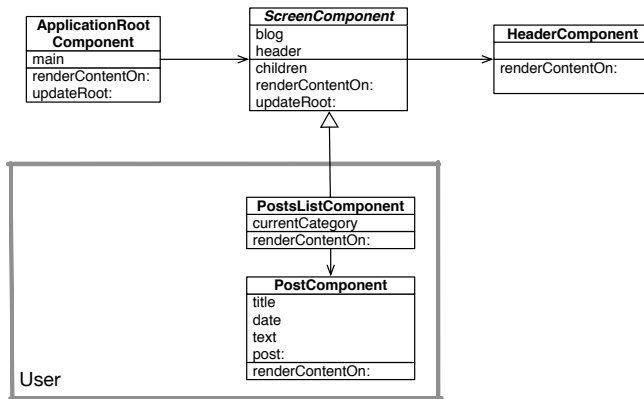 ApplicationRoot
Component
main
renderContentOn:
updateRoot:
ScreenComponent
blog
header
children
renderContentOn:
updateRoot:
HeaderComponent
renderContentOn:
PostsListComponent
currentCategory
renderContentOn:
PostComponent
title
date
text
post:
renderContentOn:
User